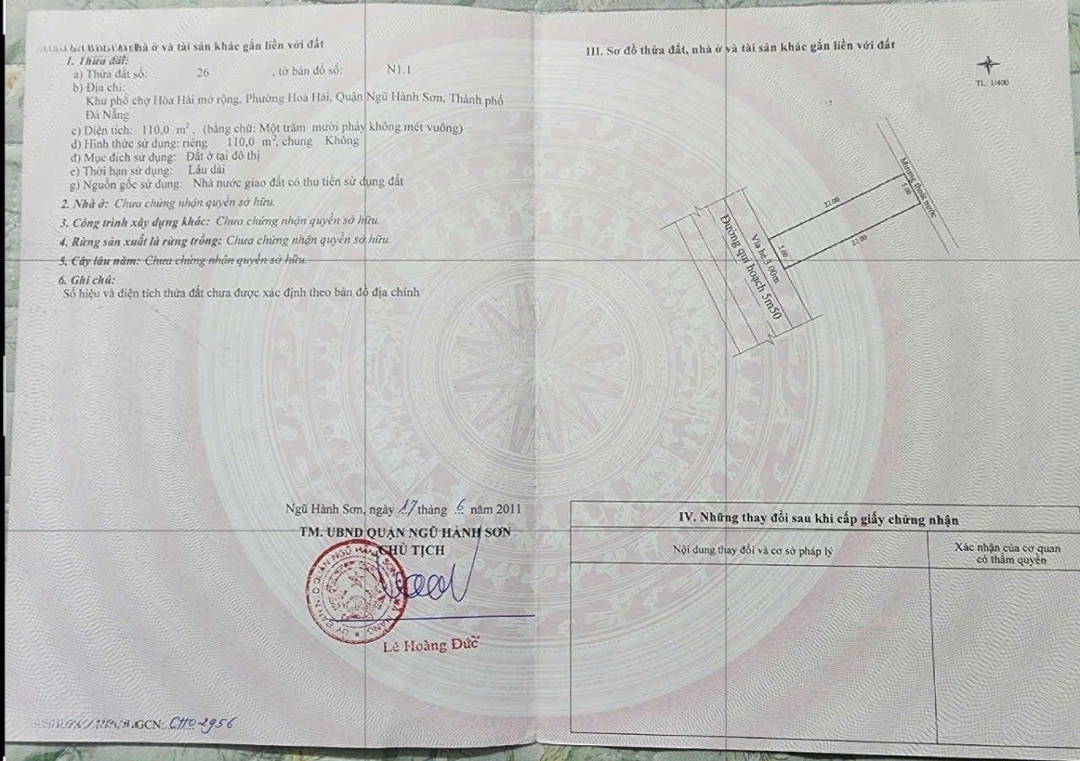 nhà ở và tài sản khác gắn liền với đất
1. Thửa đất:
a) Thửa đất số: 26 , tờ bản đồ số: N1.1
b) Địa chỉ:
Khu phố chợ Hòa Hải mở rộng, Phường Hoà Hải, Quận Ngũ Hành Sơn, Thành phố
Đà Nẵng
c) Diện tích: 110,0 m², (bằng chữ: Một trăm mười phẩy không mét vuông)
d) Hình thức sử dụng: riêng 110,0 m², chung Không
đ) Mục đích sử dụng: Đất ở tại đô thị
e) Thời hạn sử dụng: Lâu dài
g) Nguồn gốc sử dụng: Nhà nước giao đất có thu tiền sử dụng đất
2. Nhà ở: Chưa chứng nhận quyền sở hữu.
3. Công trình xây dựng khác: Chưa chứng nhận quyền sở hữu.
4. Rừng sản xuất là rừng trồng: Chưa chứng nhận quyền sở hữu.
5. Cây lâu năm: Chưa chứng nhận quyền sở hữu.
6. Ghi chú:
Số hiệu và diện tích thửa đất chưa được xác định theo bản đồ địa chính
Ngũ Hành Sơn, ngày 17 tháng 6 năm 2011
TM. UBND QUẬN NGŨ HÀNH SƠN
CHỦ TỊCH
Lê Hoàng Đức
GCN: CH02956
III. Sơ đồ thửa đất, nhà ở và tài sản khác gắn liền với đất
TL: 1/400
Mương thoát nước
22.00
5.00
5.00
22.00
Vỉa hè 3.00m
Đường qui hoạch 5m50
IV. Những thay đổi sau khi cấp giấy chứng nhận
Nội dung thay đổi và cơ sở pháp lý
Xác nhận của cơ quan
có thẩm quyền